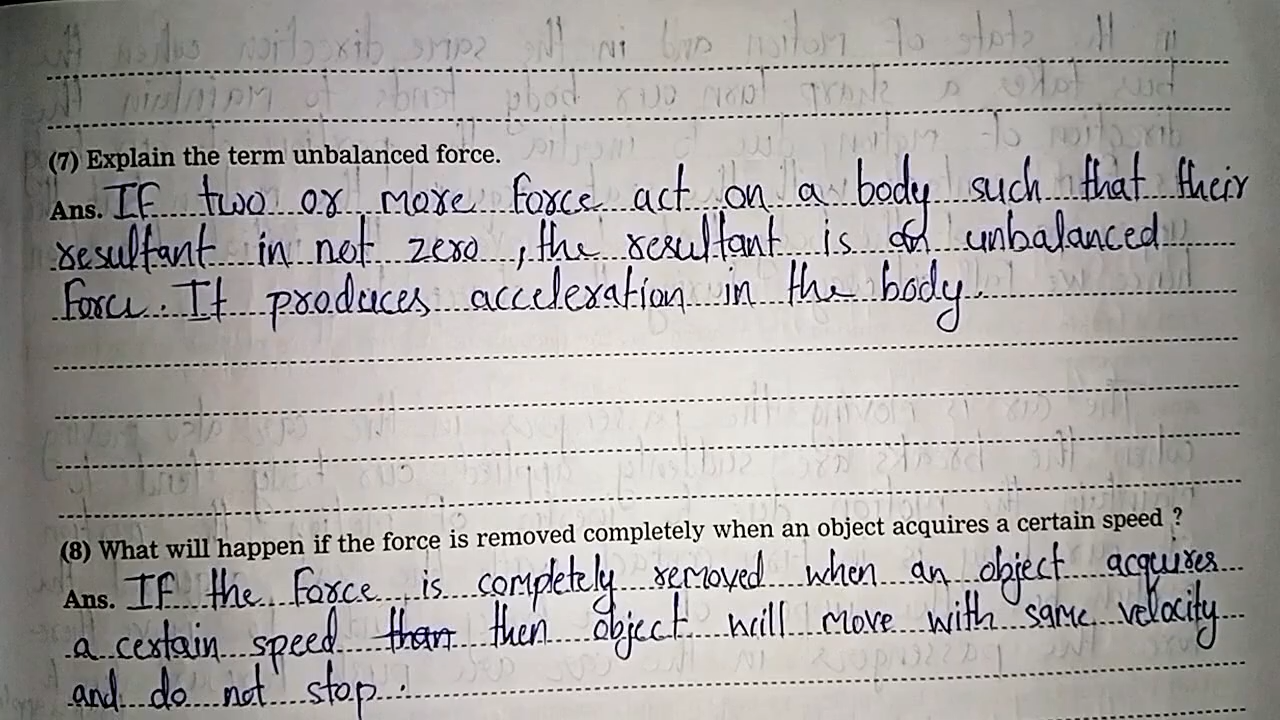 (7) Explain the term unbalanced force.
Ans. If two or more force act on a body such that their
resultant in not zero, the resultant is an unbalanced
force. It produces acceleration in the body.
(8) What will happen if the force is removed completely when an object acquires a certain speed ?
Ans. If the force is completely removed when an object acquires
a certain speed than then object will move with same velocity
and do not stop.